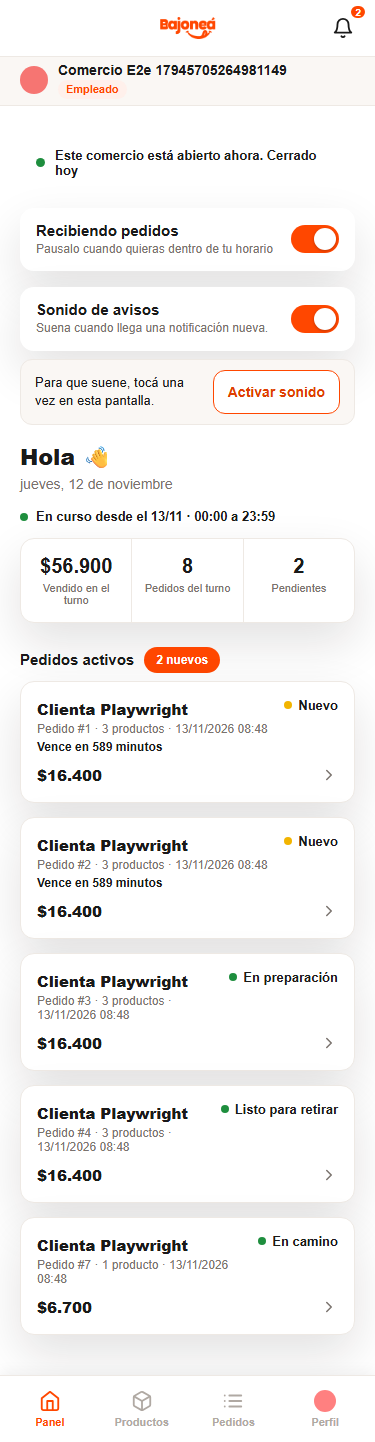 Bajoneá
2
Comercio E2e 17945705264981149
Empleado
Este comercio está abierto ahora. Cerrado
hoy
Recibiendo pedidos
Pausalo cuando quieras dentro de tu horario
Sonido de avisos
Suena cuando llega una notificación nueva.
Para que suene, tocá una
vez en esta pantalla.
Activar sonido
Hola 👋
jueves, 12 de noviembre
En curso desde el 13/11 · 00:00 a 23:59
$56.900
Vendido en el
turno
8
Pedidos del turno
2
Pendientes
Pedidos activos
2 nuevos
Clienta Playwright
Nuevo
Pedido #1 · 3 productos · 13/11/2026 08:48
Vence en 589 minutos
$16.400
Clienta Playwright
Nuevo
Pedido #2 · 3 productos · 13/11/2026 08:48
Vence en 589 minutos
$16.400
Clienta Playwright
En preparación
Pedido #3 · 3 productos ·
13/11/2026 08:48
$16.400
Clienta Playwright
Listo para retirar
Pedido #4 · 3 productos ·
13/11/2026 08:48
$16.400
Clienta Playwright
En camino
Pedido #7 · 1 producto · 13/11/2026
08:48
$6.700
Panel
Productos
Pedidos
Perfil